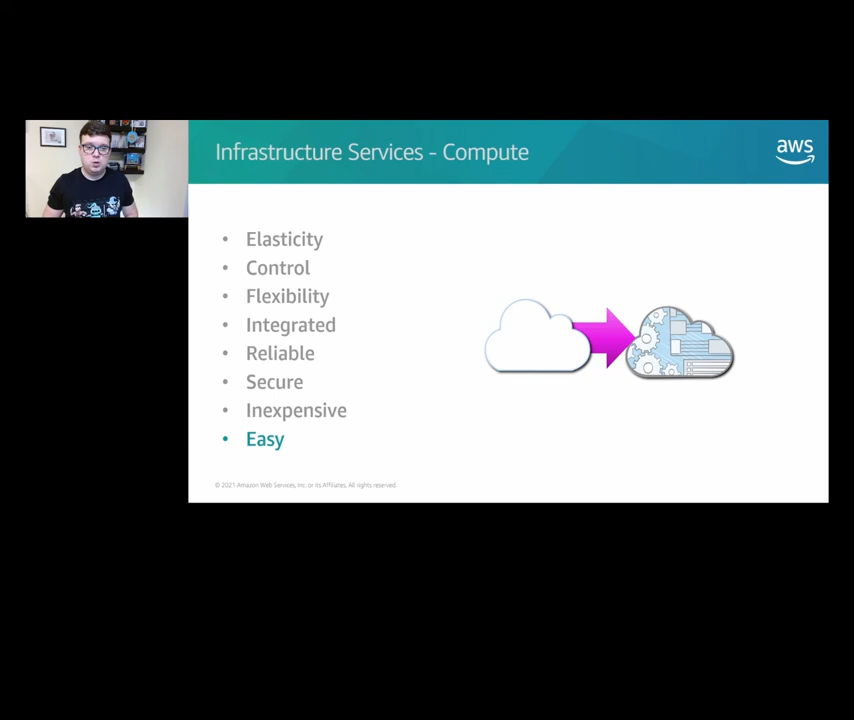 Infrastructure Services - Compute
aws
• Elasticity
• Control
• Flexibility
• Integrated
• Reliable
• Secure
• Inexpensive
• Easy
© 2021 Amazon Web Services, Inc. or its Affiliates. All rights reserved.